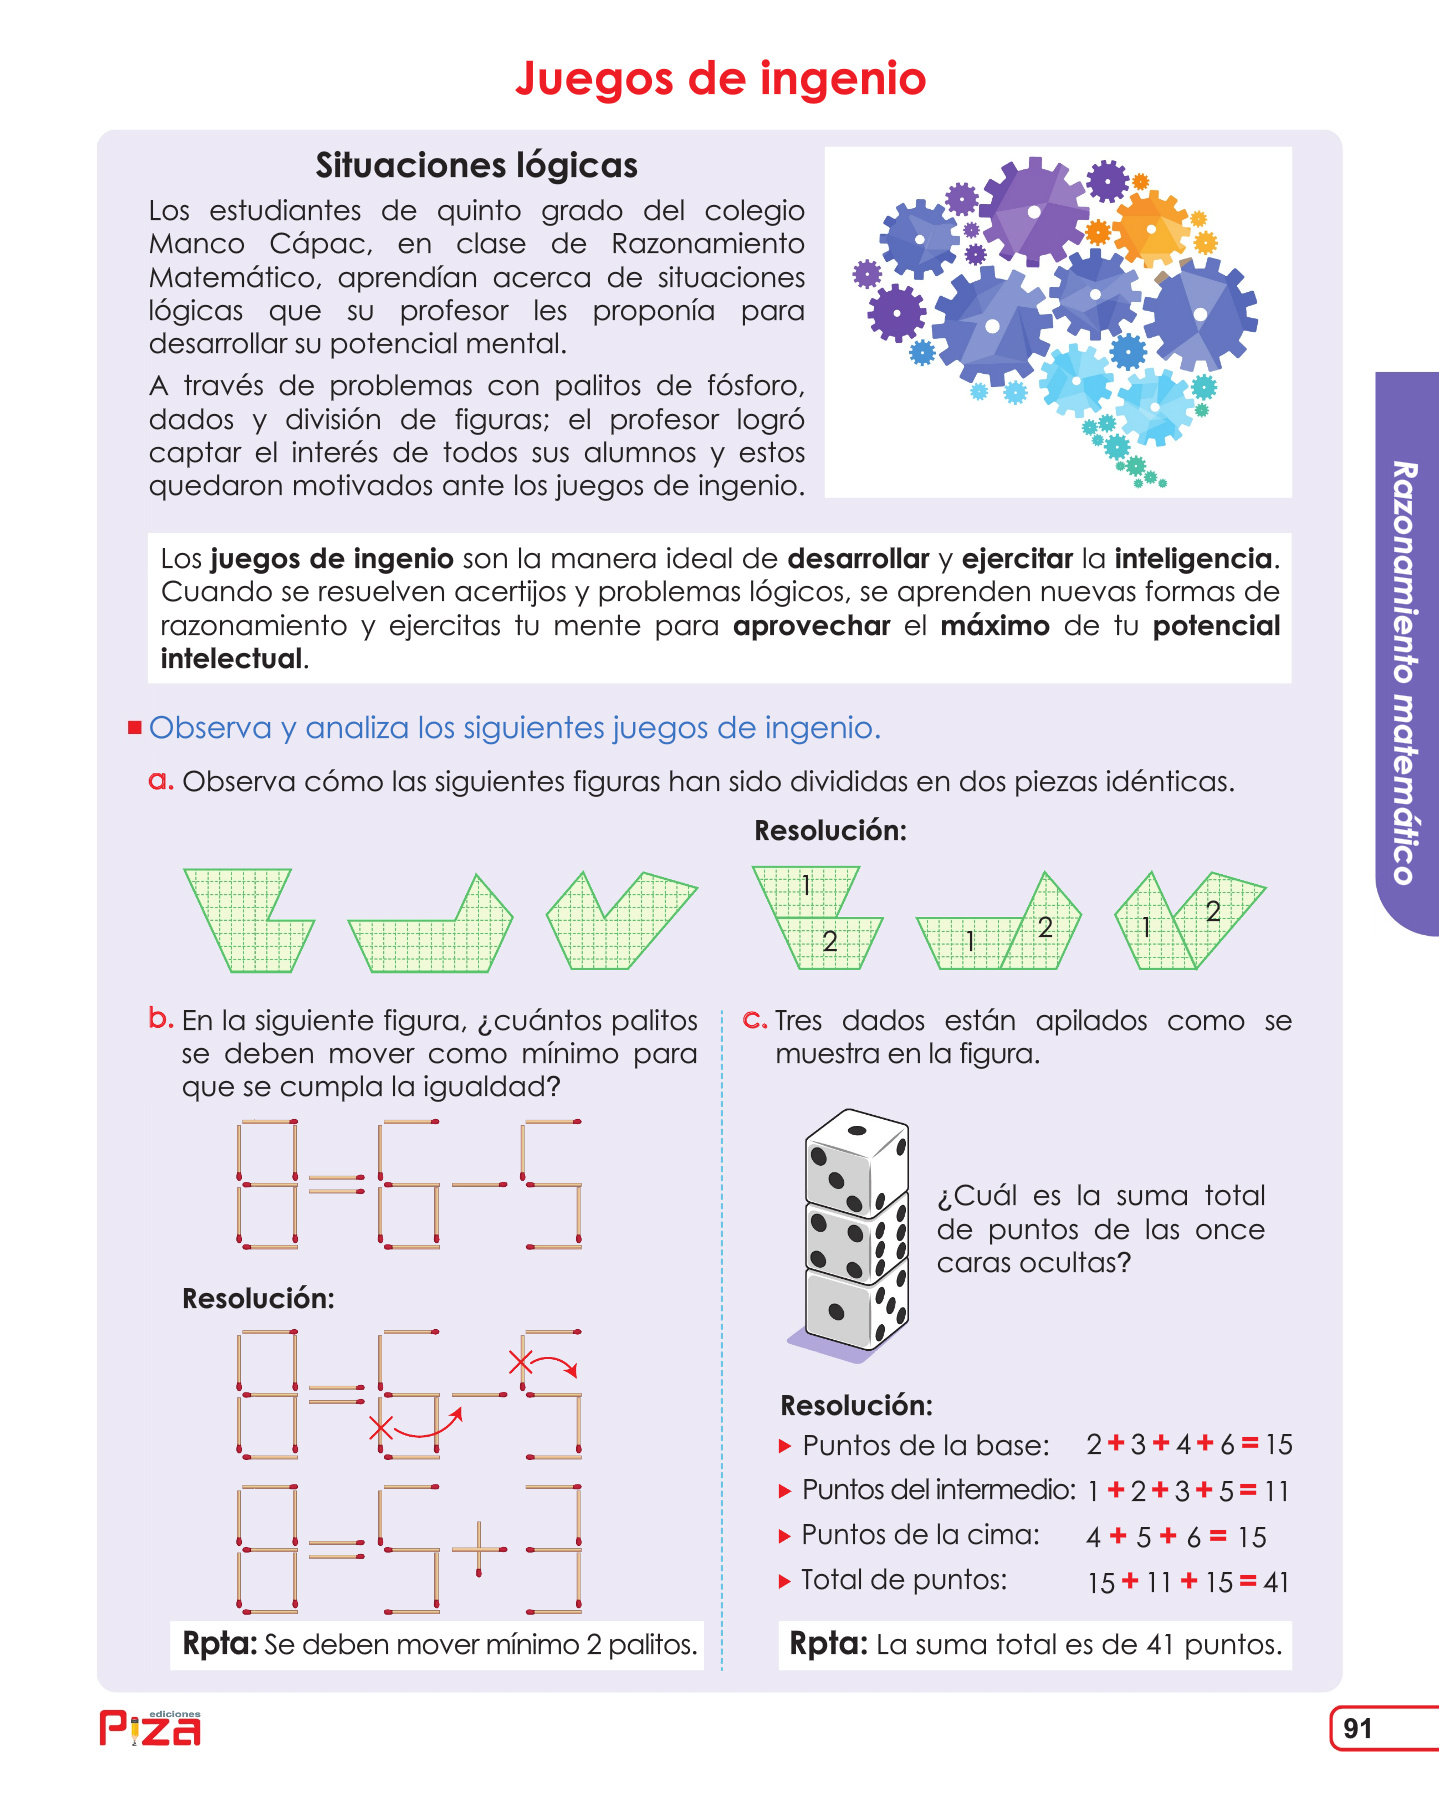 Juegos de ingenio
Situaciones lógicas
Los estudiantes de quinto grado del colegio
Manco Cápac, en clase de Razonamiento
Matemático, aprendían acerca de situaciones
lógicas que su profesor les proponía para
desarrollar su potencial mental.
A través de problemas con palitos de fósforo,
dados y división de figuras; el profesor logró
captar el interés de todos sus alumnos y estos
quedaron motivados ante los juegos de ingenio.
Los juegos de ingenio son la manera ideal de desarrollar y ejercitar la inteligencia.
Cuando se resuelven acertijos y problemas lógicos, se aprenden nuevas formas de
razonamiento y ejercitas tu mente para aprovechar el máximo de tu potencial
intelectual.
Observa y analiza los siguientes juegos de ingenio.
a. Observa cómo las siguientes figuras han sido divididas en dos piezas idénticas.
Resolución:
1
2
1
2
1
2
b. En la siguiente figura, ¿cuántos palitos
se deben mover como mínimo para
que se cumpla la igualdad?
8 = 6 - 5
Resolución:
8 = 6 - 5
8 = 5 + 3
Rpta: Se deben mover mínimo 2 palitos.
c. Tres dados están apilados como se
muestra en la figura.
¿Cuál es la suma total
de puntos de las once
caras ocultas?
Resolución:
Puntos de la base: 2 + 3 + 4 + 6 = 15
Puntos del intermedio: 1 + 2 + 3 + 5 = 11
Puntos de la cima: 4 + 5 + 6 = 15
Total de puntos: 15 + 11 + 15 = 41
Rpta: La suma total es de 41 puntos.
Razonamiento matemático
ediciones
Piza
91